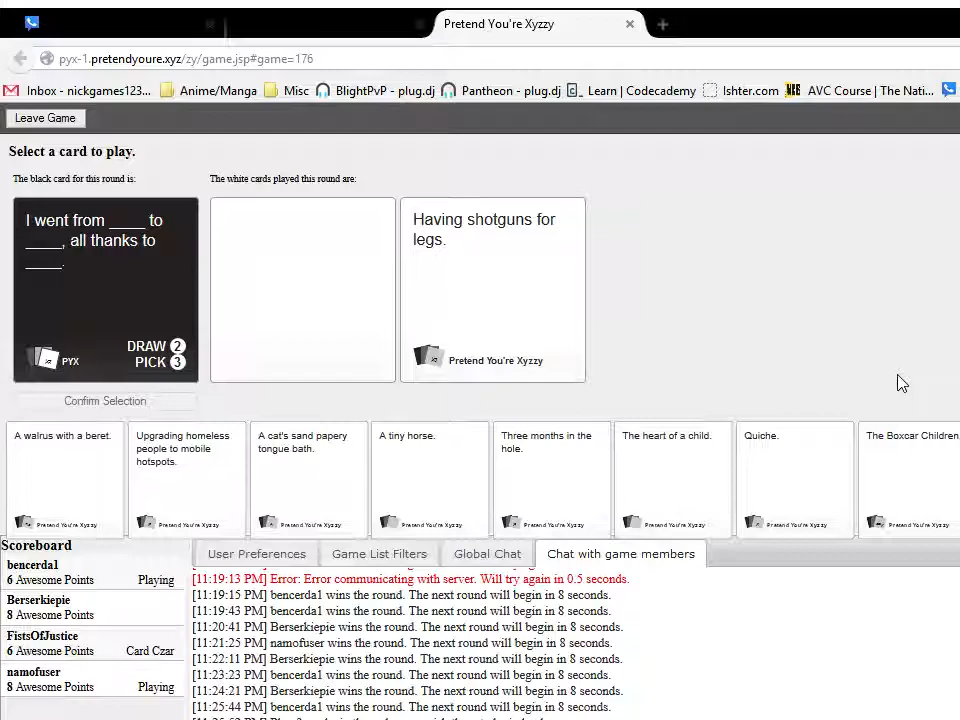 Pretend You're Xyzzy
pyx-1.pretendyoure.xyz/zy/game.jsp#game=176
Inbox - nickgames123... Anime/Manga Misc BlightPvP - plug.dj Pantheon - plug.dj Learn | Codecademy Ishter.com AVC Course | The Nati...
Leave Game
Select a card to play.
The black card for this round is: The white cards played this round are:
I went from ____ to
____, all thanks to
____.
DRAW 2
PICK 3
PYX
Having shotguns for
legs.
Pretend You're Xyzzy
Confirm Selection
A walrus with a beret.
Pretend You're Xyzzy
Upgrading homeless
people to mobile
hotspots.
Pretend You're Xyzzy
A cat's sand papery
tongue bath.
Pretend You're Xyzzy
A tiny horse.
Pretend You're Xyzzy
Three months in the
hole.
Pretend You're Xyzzy
The heart of a child.
Pretend You're Xyzzy
Quiche.
Pretend You're Xyzzy
The Boxcar Children
Pretend You're Xyzzy
Scoreboard
bencerda1
6 Awesome Points Playing
Berserkiepie
8 Awesome Points
FistsOfJustice
6 Awesome Points Card Czar
namofuser
8 Awesome Points Playing
User Preferences Game List Filters Global Chat Chat with game members
[11:19:13 PM] Error: Error communicating with server. Will try again in 0.5 seconds.
[11:19:15 PM] bencerda1 wins the round. The next round will begin in 8 seconds.
[11:19:43 PM] bencerda1 wins the round. The next round will begin in 8 seconds.
[11:20:41 PM] Berserkiepie wins the round. The next round will begin in 8 seconds.
[11:21:25 PM] namofuser wins the round. The next round will begin in 8 seconds.
[11:22:11 PM] Berserkiepie wins the round. The next round will begin in 8 seconds.
[11:23:23 PM] bencerda1 wins the round. The next round will begin in 8 seconds.
[11:24:21 PM] Berserkiepie wins the round. The next round will begin in 8 seconds.
[11:25:44 PM] bencerda1 wins the round. The next round will begin in 8 seconds.